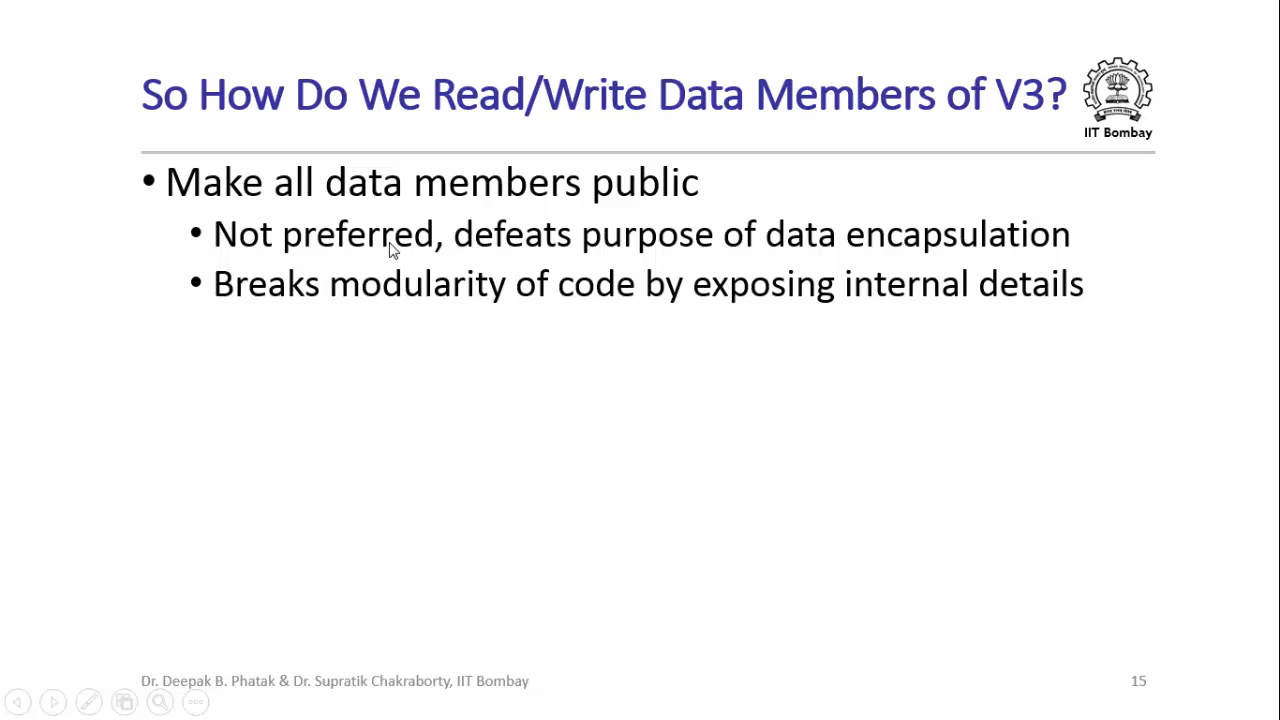 So How Do We Read/Write Data Members of V3?
IIT Bombay
• Make all data members public
• Not preferred, defeats purpose of data encapsulation
• Breaks modularity of code by exposing internal details
Dr. Deepak B. Phatak & Dr. Supratik Chakraborty, IIT Bombay
15